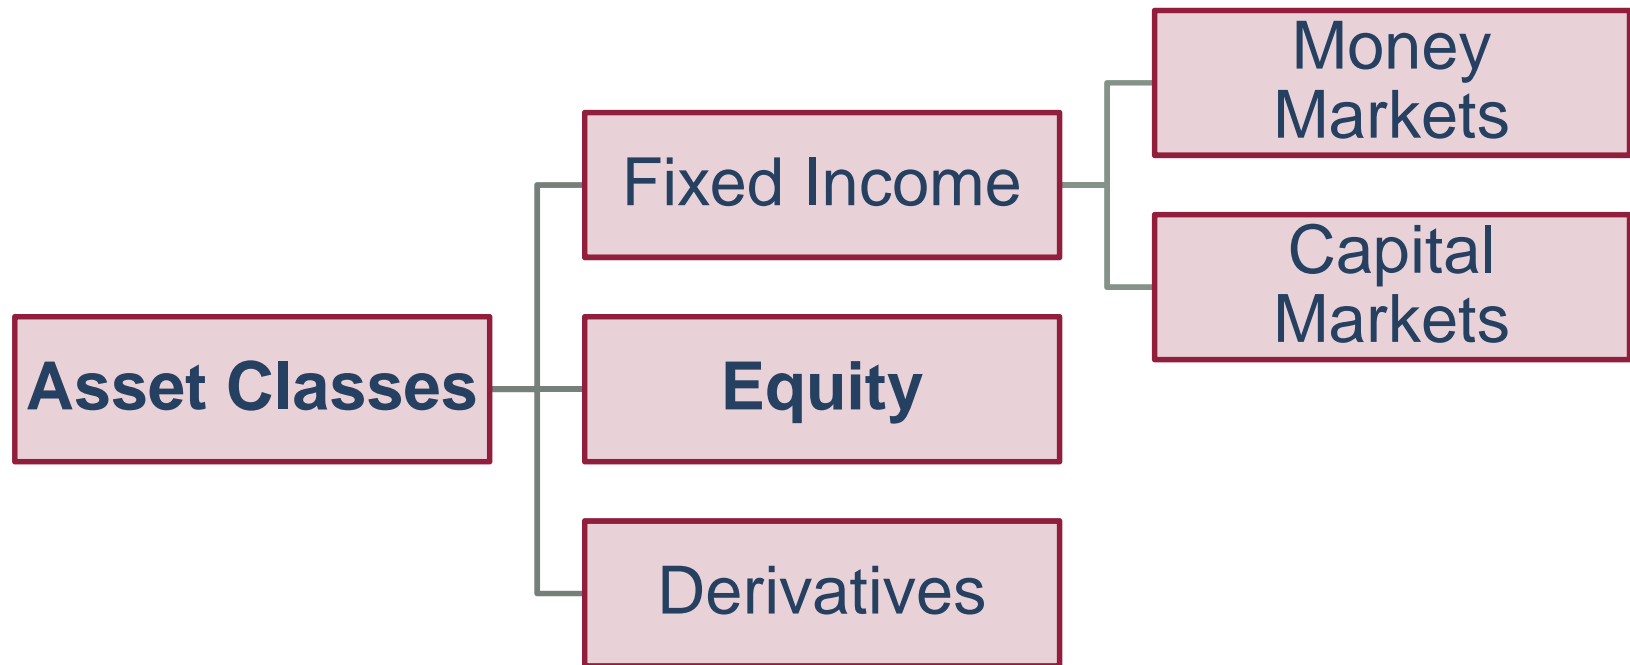 Money
Markets
Fixed Income
Capital
Markets
Asset Classes
Equity
Derivatives